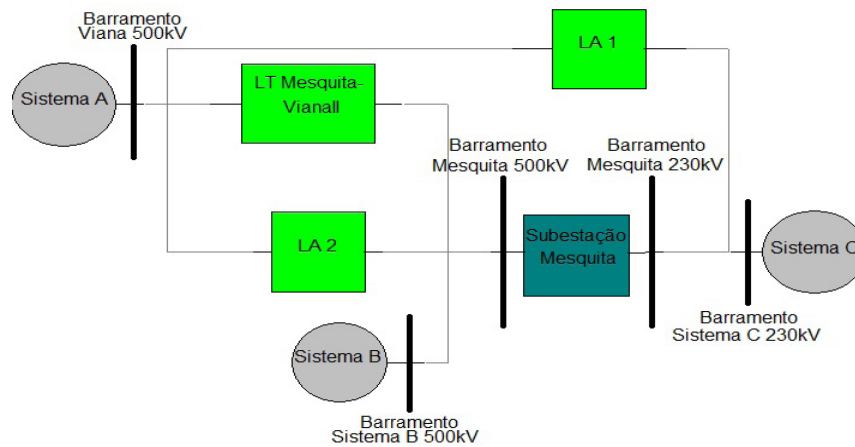 Barramento
Viana 500kV
Sistema A
LT Mesquita-
VianaII
LA 1
Barramento
Mesquita 500kV
Barramento
Mesquita 230kV
LA 2
Subestação
Mesquita
Sistema C
Barramento
Sistema C 230kV
Sistema B
Barramento
Sistema B 500kV